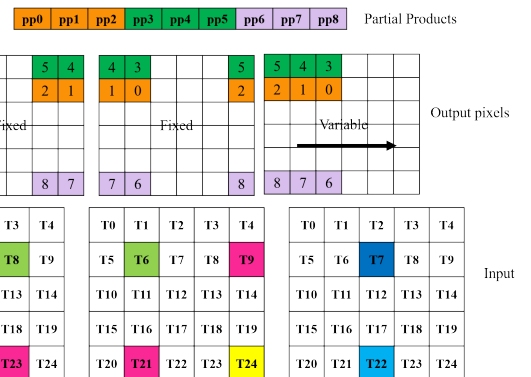 pp0 pp1 pp2 pp3 pp4 pp5 pp6 pp7 pp8 Partial Products
5 4 4 3 5 5 4 3
2 1 1 0 2 2 1 0
Output pixels
Fixed Variable
8 7 7 6 8 8 7 6
T3 T4 T0 T1 T2 T3 T4 T0 T1 T2 T3 T4
T8 T9 T5 T6 T7 T8 T9 T5 T6 T7 T8 T9
Input
T13 T14 T10 T11 T12 T13 T14 T10 T11 T12 T13 T14
T18 T19 T15 T16 T17 T18 T19 T15 T16 T17 T18 T19
T23 T24 T20 T21 T22 T23 T24 T20 T21 T22 T23 T24